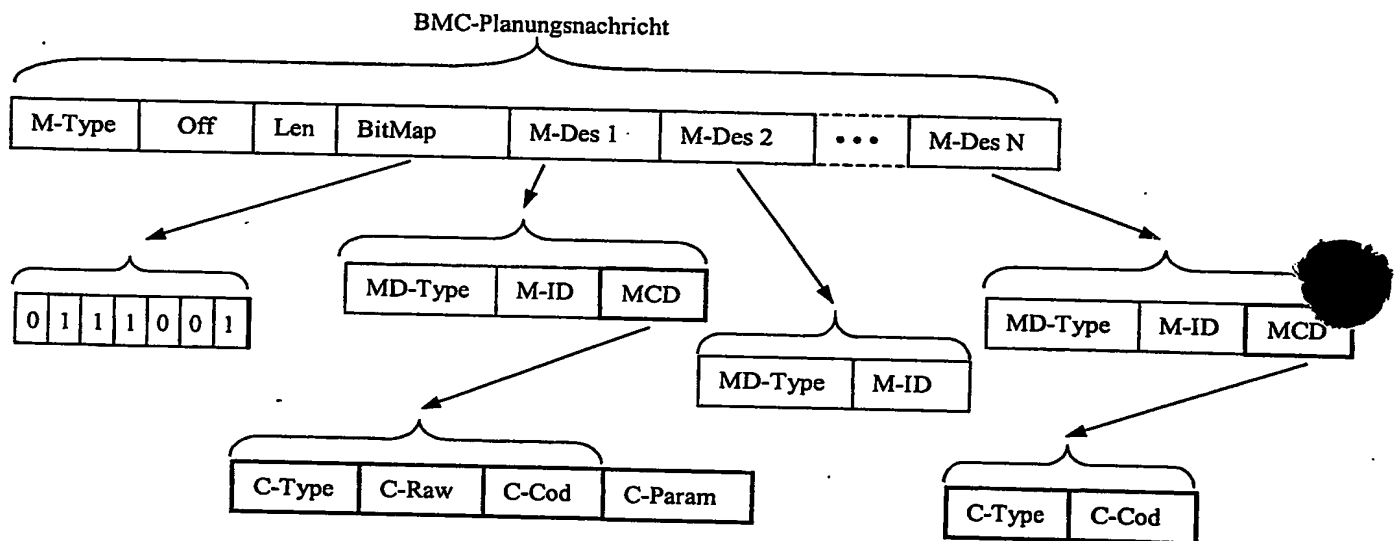 BMC-Planungsnachricht
M-Type Off Len BitMap M-Des 1 M-Des 2 ••• M-Des N
0 1 1 1 0 0 1
MD-Type M-ID MCD
MD-Type M-ID
MD-Type M-ID MCD
C-Type C-Raw C-Cod C-Param
C-Type C-Cod